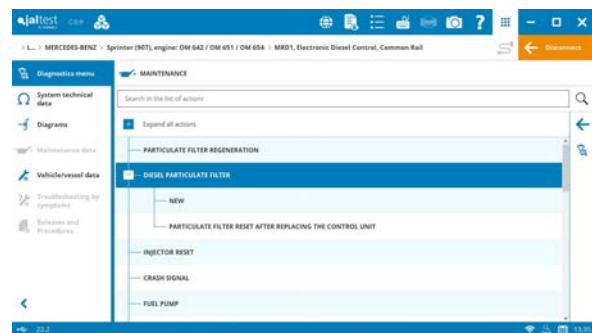 jaltest CBP
> L... > MERCEDES-BENZ > Sprinter (907), engine: OM 642 / OM 651 / OM 654 > MRD1, Electronic Diesel Control, Common Rail
Disconnect
Diagnostics menu
MAINTENANCE
System technical data
Search in the list of actions
Diagrams
Expand all actions
Maintenance data
PARTICULATE FILTER REGENERATION
Vehicle/vessel data
DIESEL PARTICULATE FILTER
Troubleshooting by symptoms
NEW
Releases and Procedures
PARTICULATE FILTER RESET AFTER REPLACING THE CONTROL UNIT
INJECTOR RESET
CRASH SIGNAL
FUEL PUMP
22.2
13:35